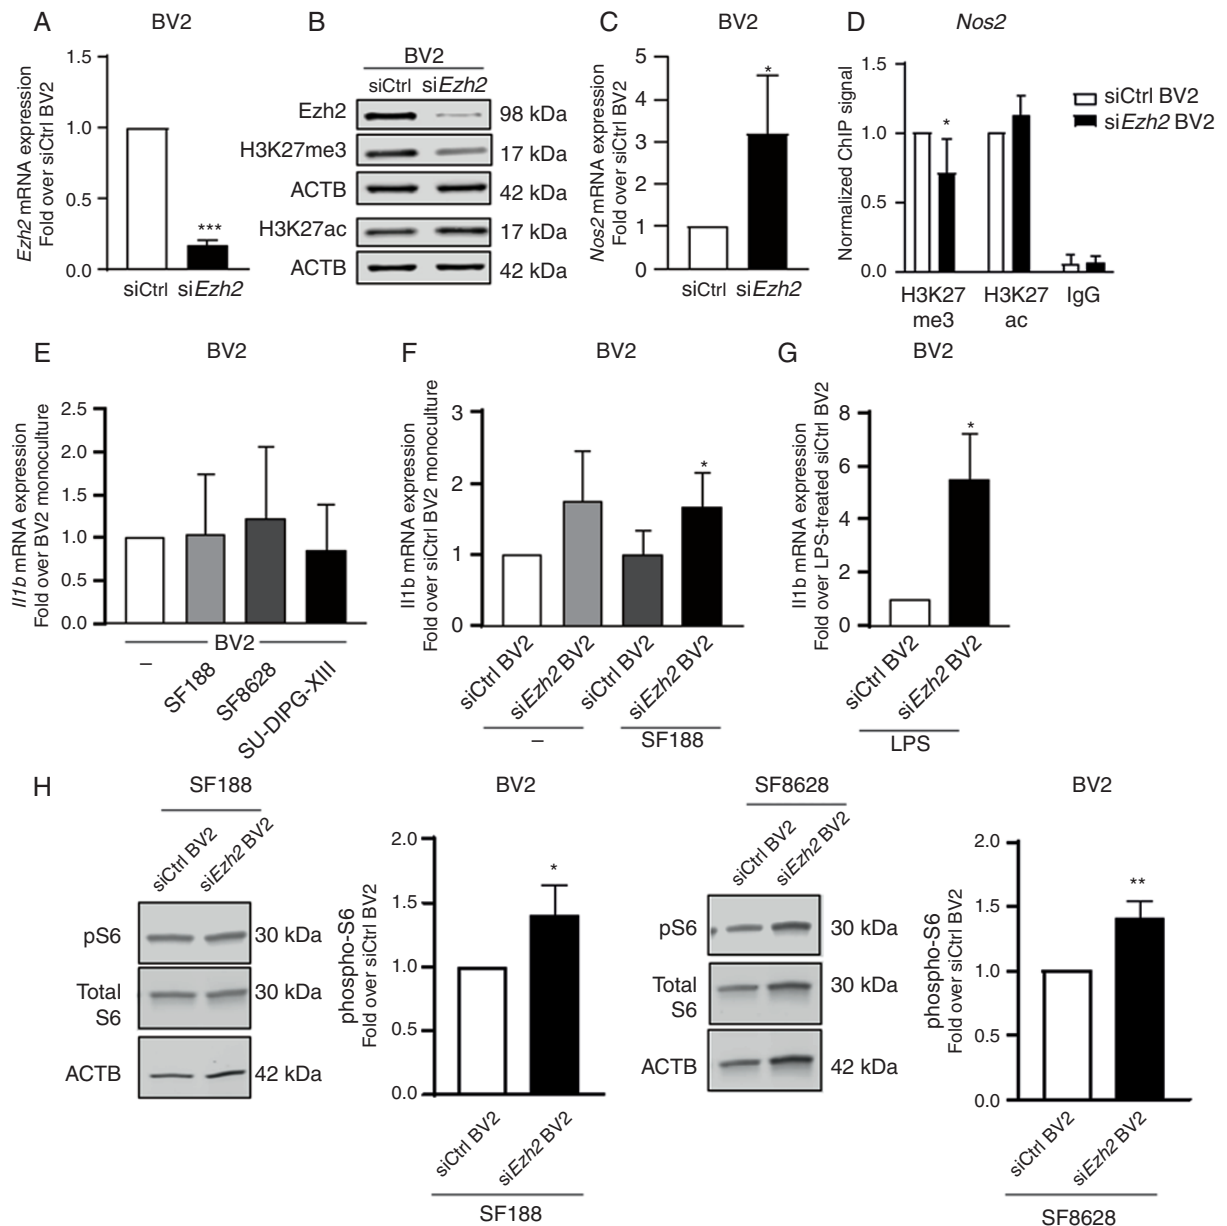 A
BV2
Ezh2 mRNA expression
Fold over siCtrl BV2
1.5
1.0
0.5
0.0
***
siCtrl siEzh2
B
BV2
siCtrl siEzh2
Ezh2 98 kDa
H3K27me3 17 kDa
ACTB 42 kDa
H3K27ac 17 kDa
ACTB 42 kDa
C
BV2
Nos2 mRNA expression
Fold over siCtrl BV2
5
4
3
2
1
0
*
siCtrl siEzh2
D
Nos2
Normalized ChIP signal
1.5
1.0
0.5
0.0
*
siCtrl BV2
siEzh2 BV2
H3K27 H3K27 IgG
me3 ac
E
BV2
Il1b mRNA expression
Fold over BV2 monoculture
2.5
2.0
1.5
1.0
0.5
0.0
BV2
–
SF188
SF8628
SU-DIPG-XIII
F
BV2
Il1b mRNA expression
Fold over siCtrl BV2 monoculture
3
2
1
0
*
siCtrl BV2
siEzh2 BV2
siCtrl BV2
siEzh2 BV2
–
SF188
G
BV2
Il1b mRNA expression
Fold over LPS-treated siCtrl BV2
8
6
4
2
0
*
siCtrl BV2
siEzh2 BV2
LPS
H
SF188
siCtrl BV2
siEzh2 BV2
pS6 30 kDa
Total 30 kDa
S6
ACTB 42 kDa
BV2
phospho-S6
Fold over siCtrl BV2
2.0
1.5
1.0
0.5
0.0
*
siCtrl BV2
siEzh2 BV2
SF188
SF8628
siCtrl BV2
siEzh2 BV2
pS6 30 kDa
Total 30 kDa
S6
ACTB 42 kDa
BV2
phospho-S6
Fold over siCtrl BV2
2.0
1.5
1.0
0.5
0.0
**
siCtrl BV2
siEzh2 BV2
SF8628